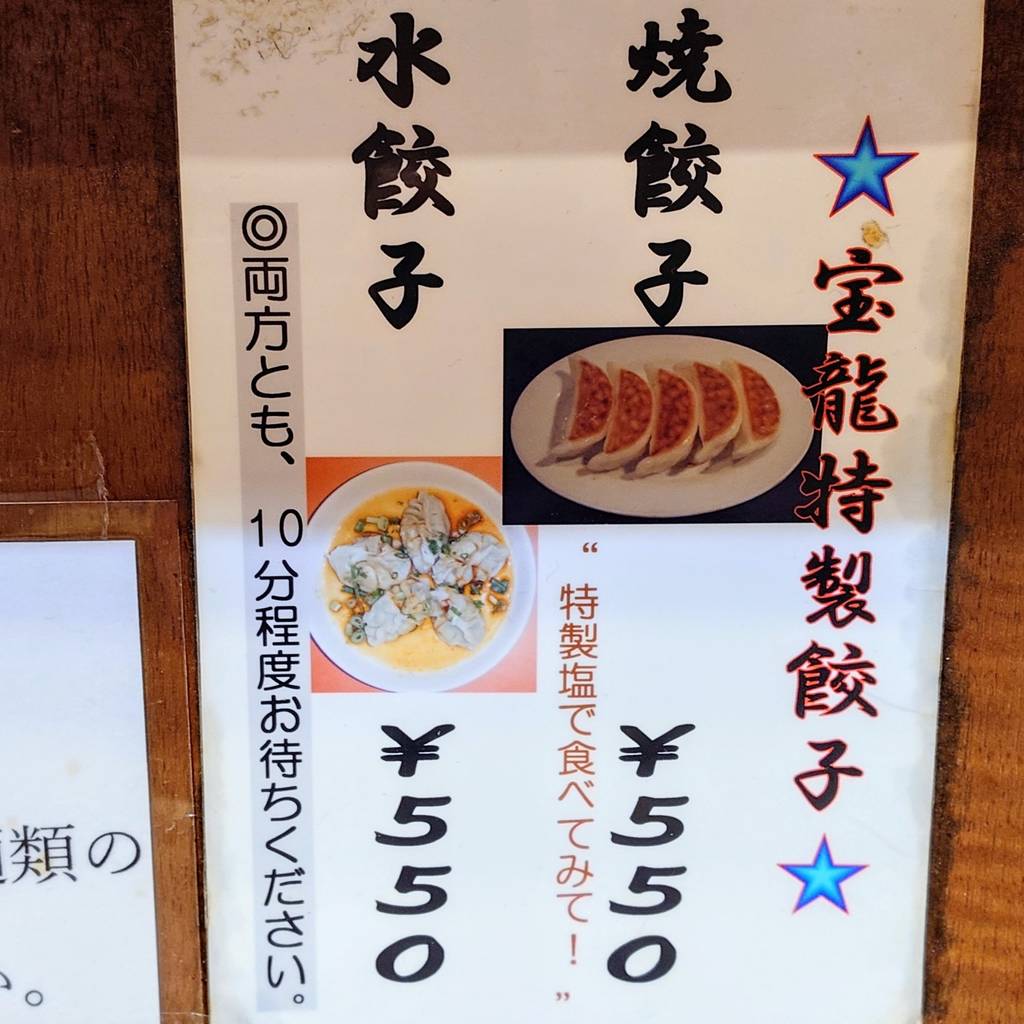 ★宝龍特製餃子★
焼餃子 ¥550
“特製塩で食べてみて！”
水餃子 ¥550
◎両方とも、10分程度お待ちください。
類の
い。